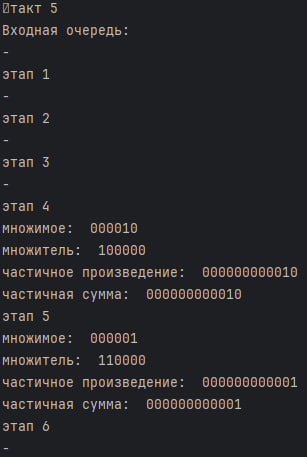 такт 5
Входная очередь:
-
этап 1
-
этап 2
-
этап 3
-
этап 4
множимое:  000010
множитель:  100000
частичное произведение:  000000000010
частичная сумма:  000000000010
этап 5
множимое:  000001
множитель:  110000
частичное произведение:  000000000001
частичная сумма:  000000000001
этап 6
-